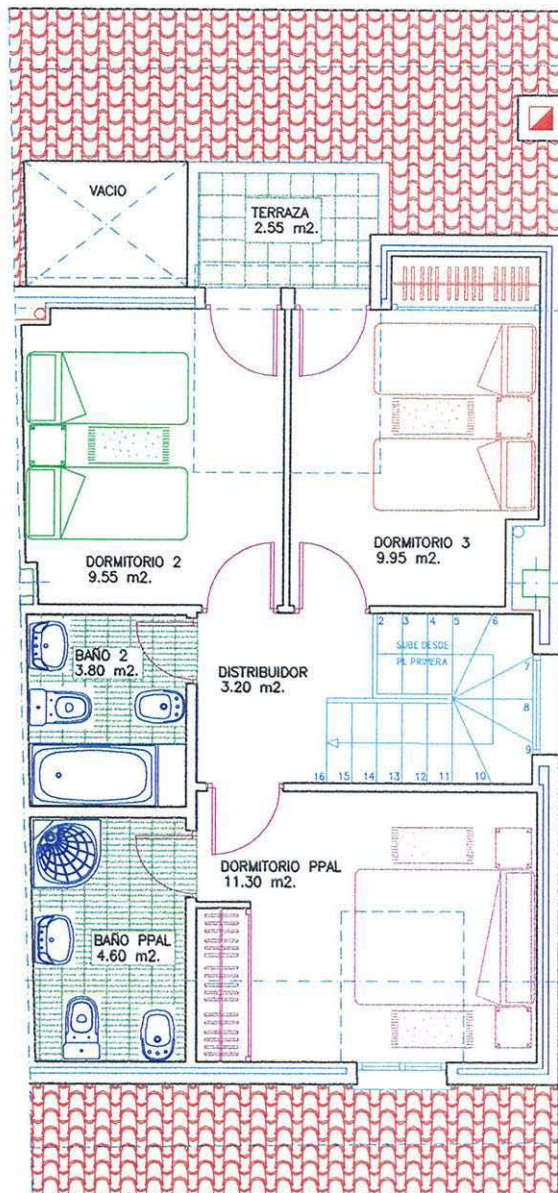 VACIO
TERRAZA
2.55 m2.
DORMITORIO 2
9.55 m2.
DORMITORIO 3
9.95 m2.
BAÑO 2
3.80 m2.
DISTRIBUIDOR
3.20 m2.
2 3 4 5 6
SUBE DESDE
PL PRIMERA
7
8
9
16 15 14 13 12 11 10
DORMITORIO PPAL
11.30 m2.
BAÑO PPAL
4.60 m2.